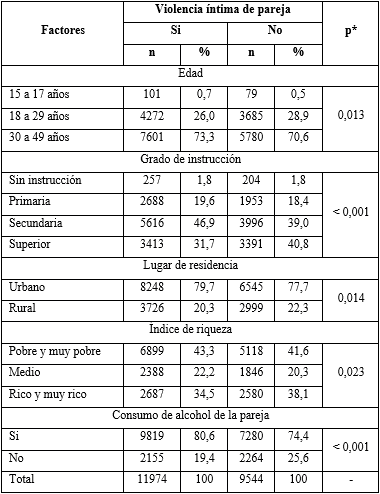 Factores Violencia íntima de pareja p*
Si No
n % n %
Edad
15 a 17 años 101 0,7 79 0,5 0,013
18 a 29 años 4272 26,0 3685 28,9
30 a 49 años 7601 73,3 5780 70,6
Grado de instrucción
Sin instrucción 257 1,8 204 1,8 < 0,001
Primaria 2688 19,6 1953 18,4
Secundaria 5616 46,9 3996 39,0
Superior 3413 31,7 3391 40,8
Lugar de residencia
Urbano 8248 79,7 6545 77,7 0,014
Rural 3726 20,3 2999 22,3
Indice de riqueza
Pobre y muy pobre 6899 43,3 5118 41,6 0,023
Medio 2388 22,2 1846 20,3
Rico y muy rico 2687 34,5 2580 38,1
Consumo de alcohol de la pareja
Si 9819 80,6 7280 74,4 < 0,001
No 2155 19,4 2264 25,6
Total 11974 100 9544 100 -